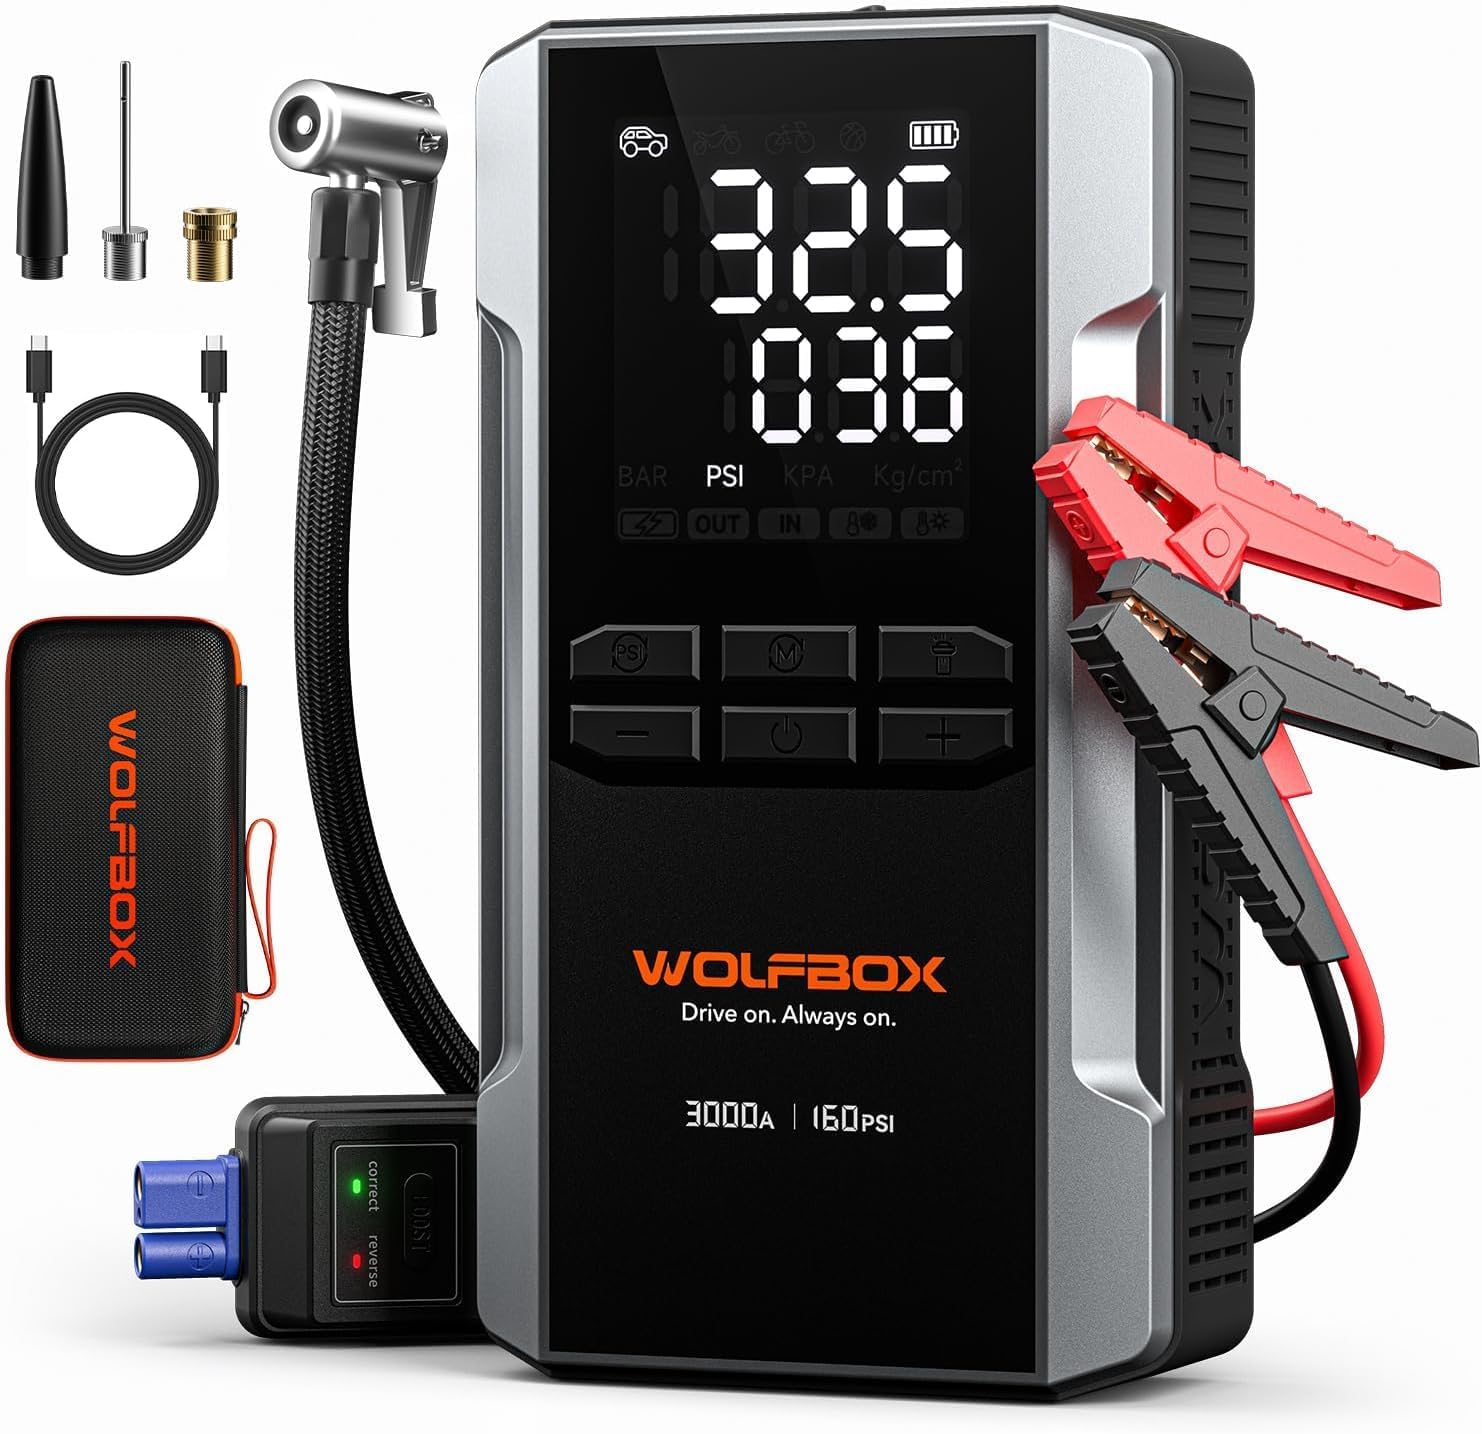 32.5
036
BAR PSI KPA Kg/cm²
OUT IN
PSI M
− +
WOLFBOX
Drive on. Always on.
3000A | 160PSI
WOLFBOX
correct reverse
BOOST